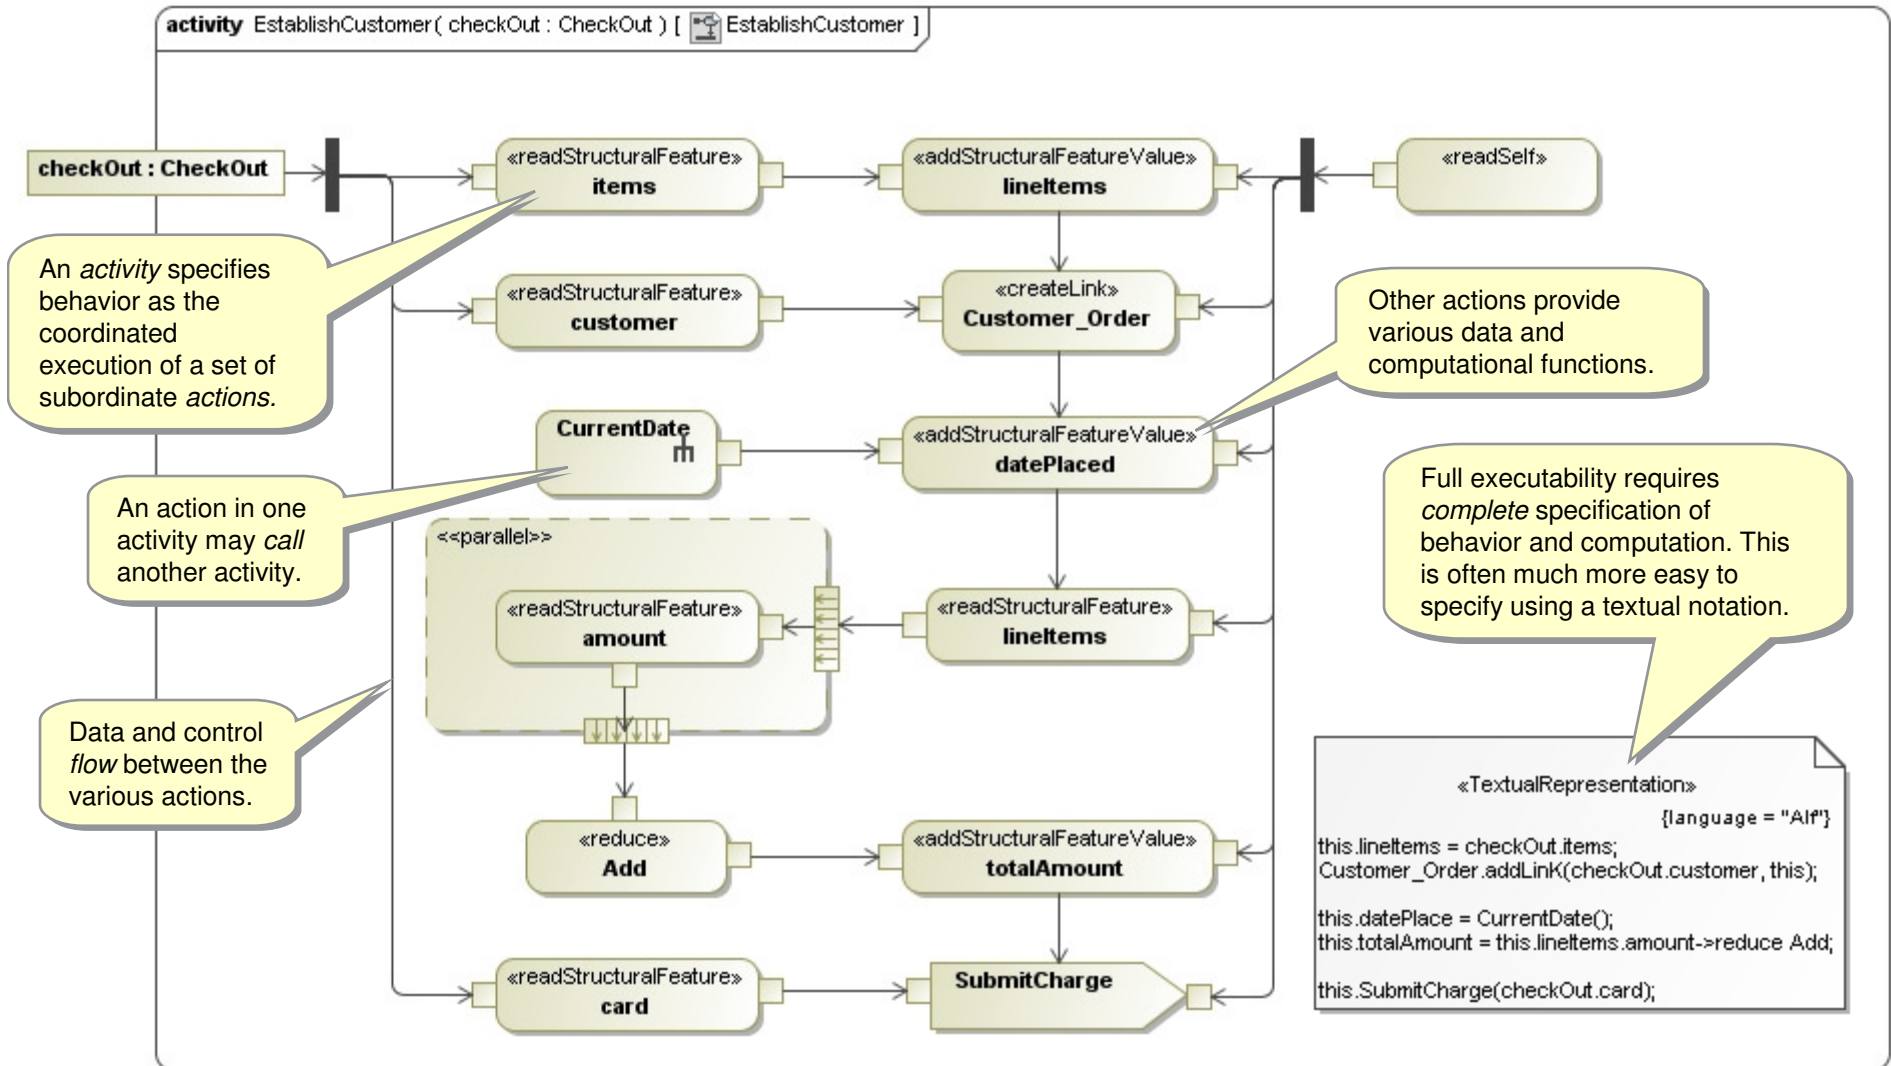 activity EstablishCustomer( checkOut : CheckOut ) [ EstablishCustomer ]
checkOut : CheckOut
«readStructuralFeature»
items
«addStructuralFeatureValue»
lineItems
«readSelf»
An activity specifies
behavior as the
coordinated
execution of a set of
subordinate actions.
«readStructuralFeature»
customer
«createLink»
Customer_Order
Other actions provide
various data and
computational functions.
CurrentDate
«addStructuralFeatureValue»
datePlaced
An action in one
activity may call
another activity.
Full executability requires
complete specification of
behavior and computation. This
is often much more easy to
specify using a textual notation.
<<parallel>>
«readStructuralFeature»
amount
«readStructuralFeature»
lineItems
Data and control
flow between the
various actions.
«reduce»
Add
«addStructuralFeatureValue»
totalAmount
«readStructuralFeature»
card
SubmitCharge
«TextualRepresentation»
{language = "Alf"}
this.lineItems = checkOut.items;
Customer_Order.addLinK(checkOut.customer, this);
this.datePlace = CurrentDate();
this.totalAmount = this.lineItems.amount->reduce Add;
this.SubmitCharge(checkOut.card);